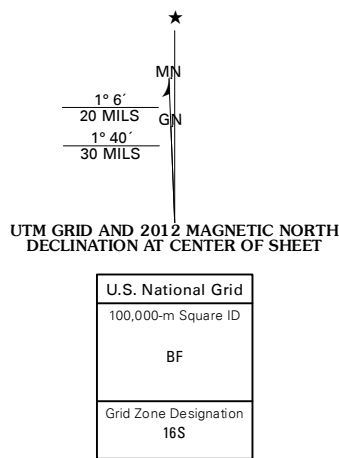 ★
MN
1° 6´
20 MILS
GN
1° 40´
30 MILS
UTM GRID AND 2012 MAGNETIC NORTH
DECLINATION AT CENTER OF SHEET
U.S. National Grid
100,000-m Square ID
BF
Grid Zone Designation
16S